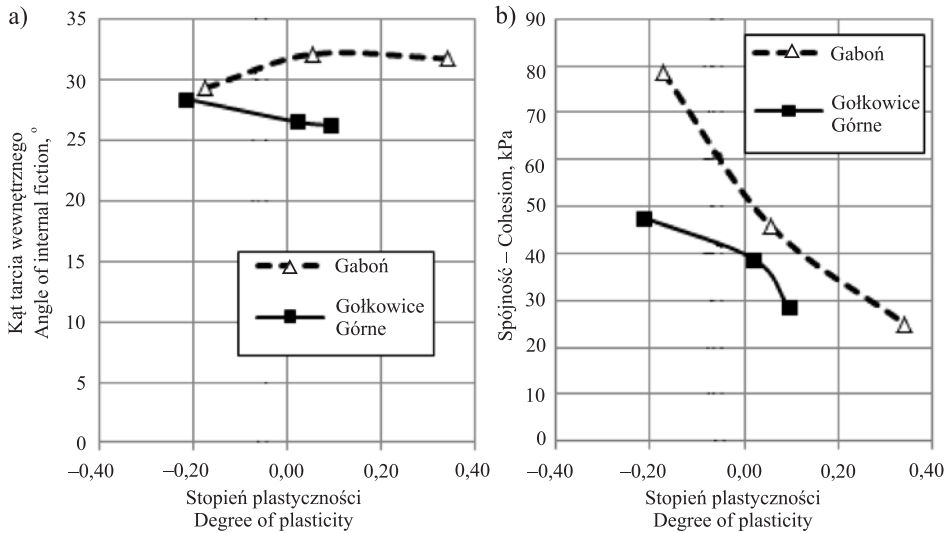 a)
Kąt tarcia wewnętrznego
Angle of internal fiction, °
35
30
25
20
15
10
5
0
–0,40
–0,20
0,00
0,20
0,40
Gaboń
Gołkowice
Górne
Stopień plastyczności
Degree of plasticity
b)
Spójność – Cohesion, kPa
90
80
70
60
50
40
30
20
10
0
–0,40
–0,20
0,00
0,20
0,40
Gaboń
Gołkowice
Górne
Stopień plastyczności
Degree of plasticity